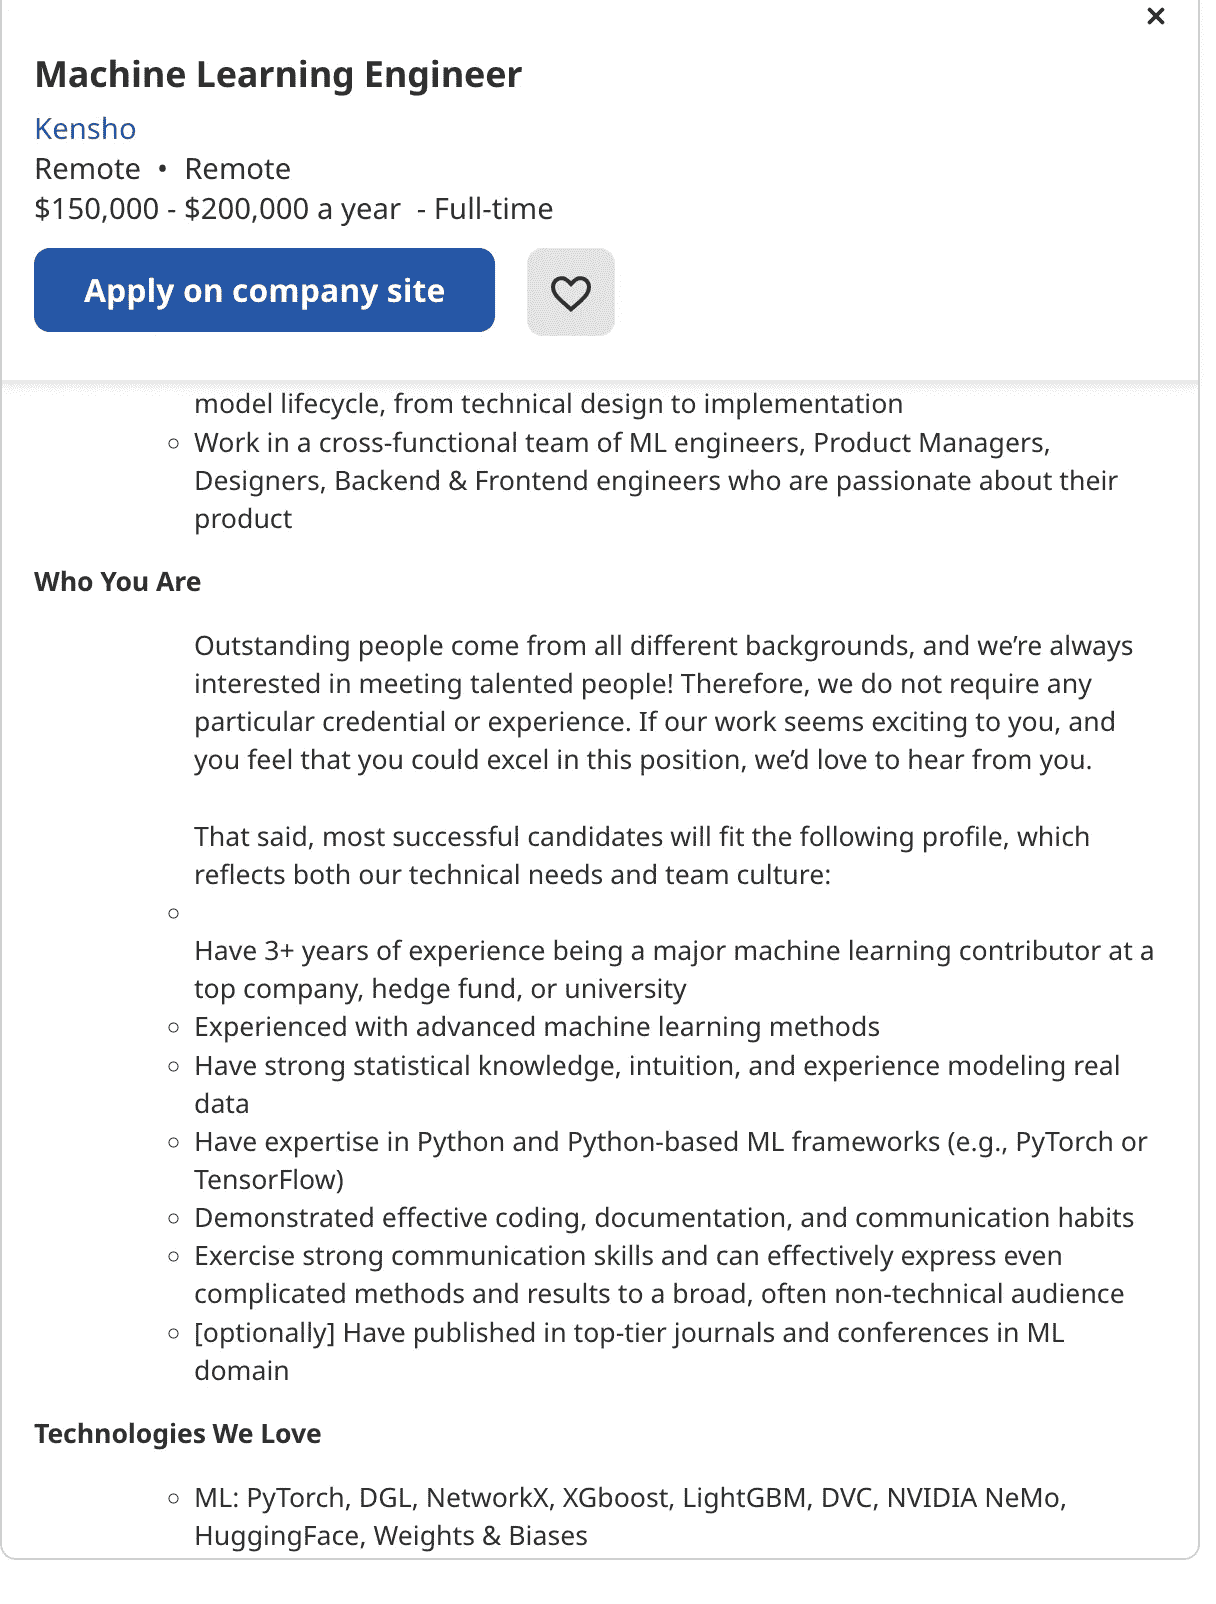 Machine Learning Engineer
Kensho
Remote • Remote
$150,000 - $200,000 a year - Full-time
Apply on company site
model lifecycle, from technical design to implementation
Work in a cross-functional team of ML engineers, Product Managers,
Designers, Backend & Frontend engineers who are passionate about their
product
Who You Are
Outstanding people come from all different backgrounds, and we’re always
interested in meeting talented people! Therefore, we do not require any
particular credential or experience. If our work seems exciting to you, and
you feel that you could excel in this position, we’d love to hear from you.
That said, most successful candidates will fit the following profile, which
reflects both our technical needs and team culture:
Have 3+ years of experience being a major machine learning contributor at a
top company, hedge fund, or university
Experienced with advanced machine learning methods
Have strong statistical knowledge, intuition, and experience modeling real
data
Have expertise in Python and Python-based ML frameworks (e.g., PyTorch or
TensorFlow)
Demonstrated effective coding, documentation, and communication habits
Exercise strong communication skills and can effectively express even
complicated methods and results to a broad, often non-technical audience
[optionally] Have published in top-tier journals and conferences in ML
domain
Technologies We Love
ML: PyTorch, DGL, NetworkX, XGboost, LightGBM, DVC, NVIDIA NeMo,
HuggingFace, Weights & Biases